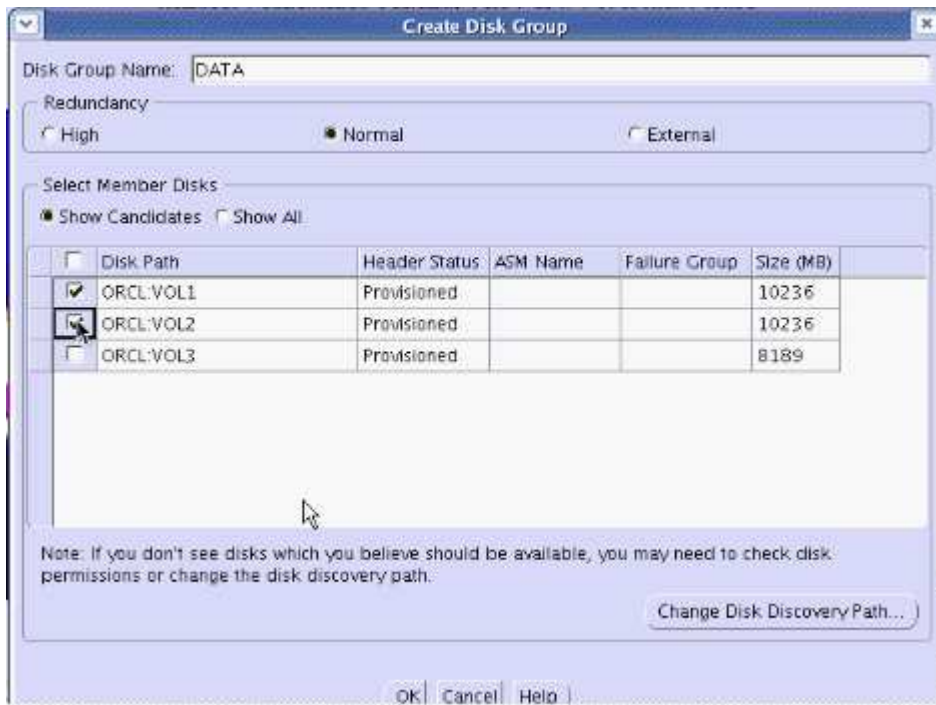 Create Disk Group
Disk Group Name: DATA
Redundancy
High Normal External
Select Member Disks
Show Candidates Show All
Disk Path Header Status ASM Name Failure Group Size (MB)
ORCL:VOL1 Provisioned 10236
ORCL:VOL2 Provisioned 10236
ORCL:VOL3 Provisioned 8189
Note: If you don't see disks which you believe should be available, you may need to check disk
permissions or change the disk discovery path.
Change Disk Discovery Path...
OK Cancel Help